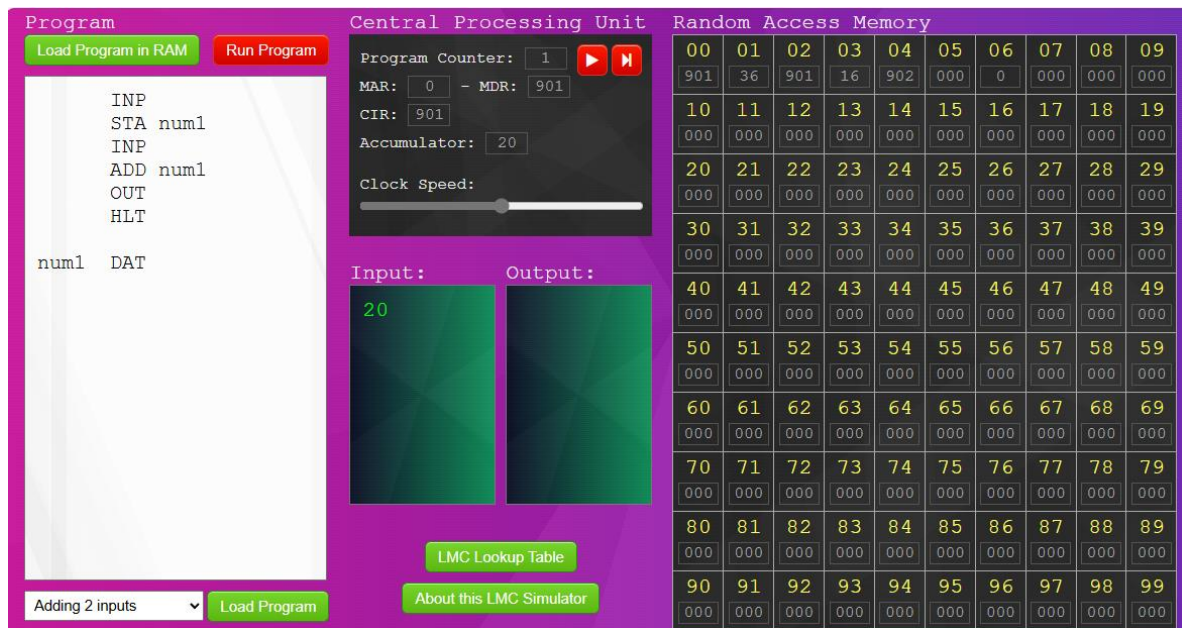 Program
Load Program in RAM Run Program
INP
STA num1
INP
ADD num1
OUT
HLT
num1 DAT
Adding 2 inputs Load Program
Central Processing Unit
Program Counter: 1
MAR: 0 - MDR: 901
CIR: 901
Accumulator: 20
Clock Speed:
Input: Output:
20
LMC Lookup Table
About this LMC Simulator
Random Access Memory
00 01 02 03 04 05 06 07 08 09
901 36 901 16 902 000 0 000 000 000
10 11 12 13 14 15 16 17 18 19
000 000 000 000 000 000 000 000 000 000
20 21 22 23 24 25 26 27 28 29
000 000 000 000 000 000 000 000 000 000
30 31 32 33 34 35 36 37 38 39
000 000 000 000 000 000 000 000 000 000
40 41 42 43 44 45 46 47 48 49
000 000 000 000 000 000 000 000 000 000
50 51 52 53 54 55 56 57 58 59
000 000 000 000 000 000 000 000 000 000
60 61 62 63 64 65 66 67 68 69
000 000 000 000 000 000 000 000 000 000
70 71 72 73 74 75 76 77 78 79
000 000 000 000 000 000 000 000 000 000
80 81 82 83 84 85 86 87 88 89
000 000 000 000 000 000 000 000 000 000
90 91 92 93 94 95 96 97 98 99
000 000 000 000 000 000 000 000 000 000